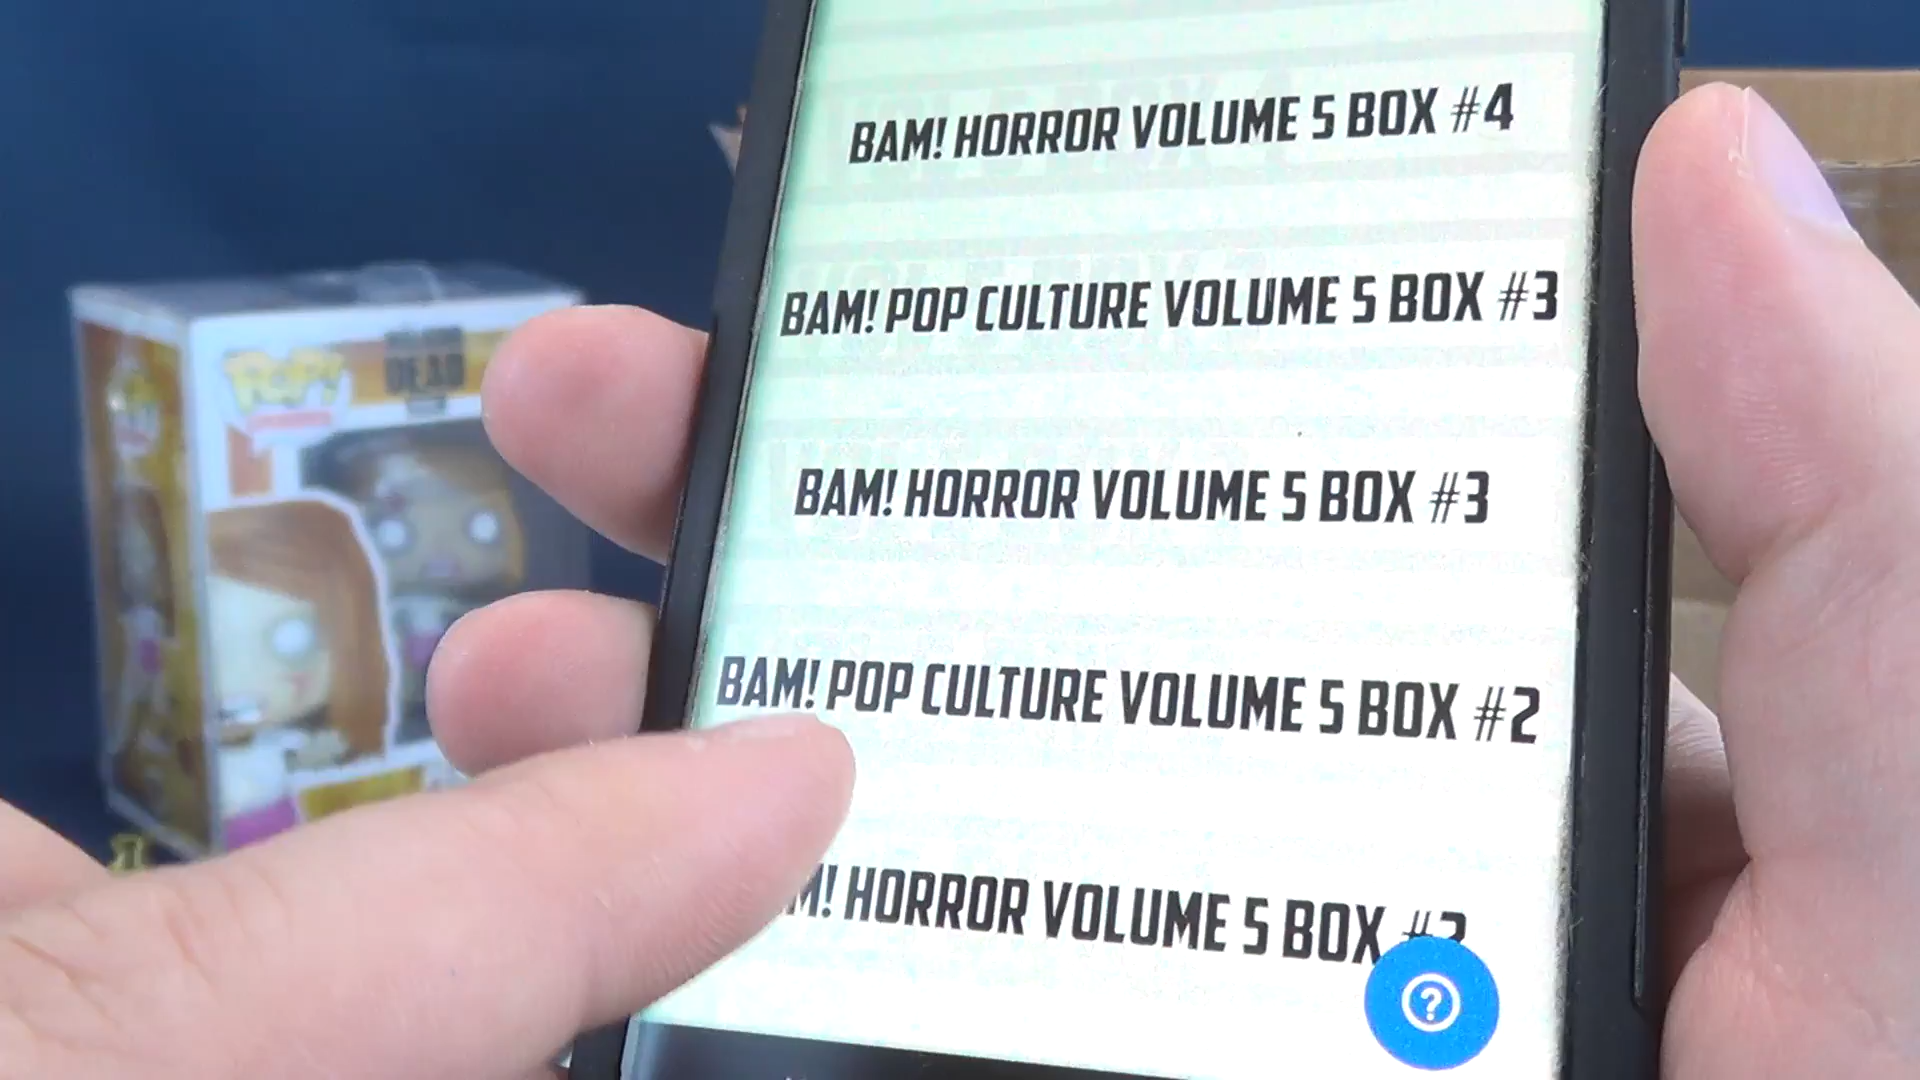 BAM! HORROR VOLUME 5 BOX #4
BAM! POP CULTURE VOLUME 5 BOX #3
BAM! HORROR VOLUME 5 BOX #3
BAM! POP CULTURE VOLUME 5 BOX #2
HORROR VOLUME 5 BOX
?
POP!
DEAD